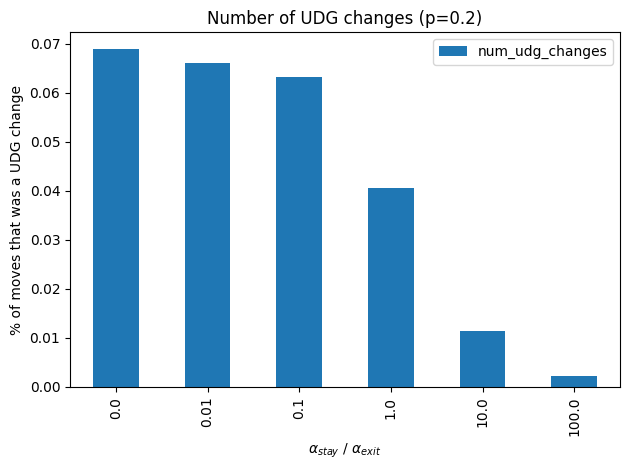 Number of UDG changes (p=0.2)
num_udg_changes
% of moves that was a UDG change
0.07
0.06
0.05
0.04
0.03
0.02
0.01
0.00
0.0 0.01 0.1 1.0 10.0 100.0
α_stay / α_exit